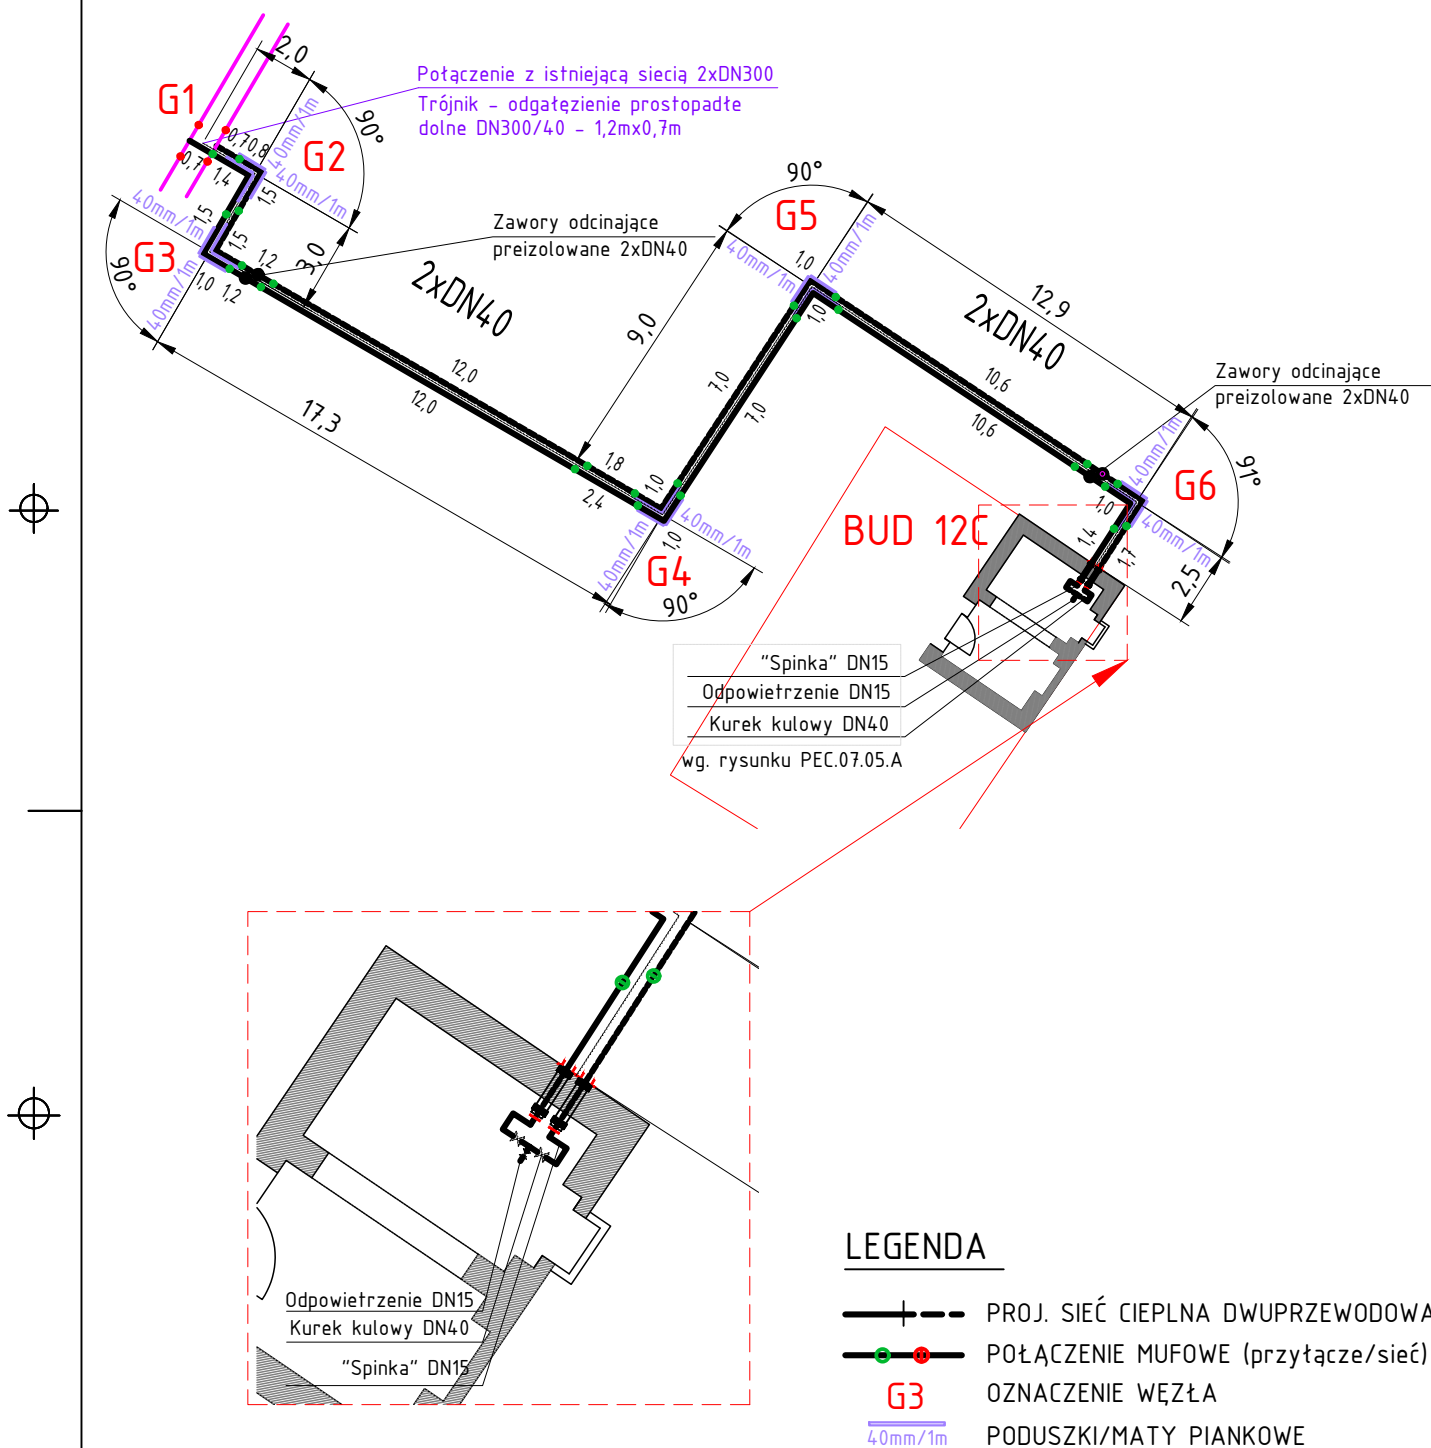 2,0
G1
Połączenie z istniejącą siecią 2xDN300
Trójnik - odgałęzienie prostopadłe
dolne DN300/40 - 1,2mx0,7m
90°
40mm/1m
0,7
0,8
G2
0,7
1,4
40mm/1m
1,5
40mm/1m
1,5
1,5
G3
90°
40mm/1m
1,0
1,2
1,2
3,0
Zawory odcinające
preizolowane 2xDN40
2xDN40
90°
G5
40mm/1m
40mm/1m
1,0
1,0
9,0
12,9
2xDN40
12,0
12,0
17,3
7,0
7,0
10,6
10,6
Zawory odcinające
preizolowane 2xDN40
1,8
2,4
1,0
1,0
40mm/1m
40mm/1m
G4
90°
40mm/1m
G6
91°
1,0
40mm/1m
1,4
1,7
2,5
BUD 12C
"Spinka" DN15
Odpowietrzenie DN15
Kurek kulowy DN40
wg. rysunku PEC.07.05.A
Odpowietrzenie DN15
Kurek kulowy DN40
"Spinka" DN15
LEGENDA
PROJ. SIEĆ CIEPLNA DWUPRZEWODOWA
POŁĄCZENIE MUFOWE (przyłącze/sieć)
G3 OZNACZENIE WĘZŁA
40mm/1m PODUSZKI/MATY PIANKOWE